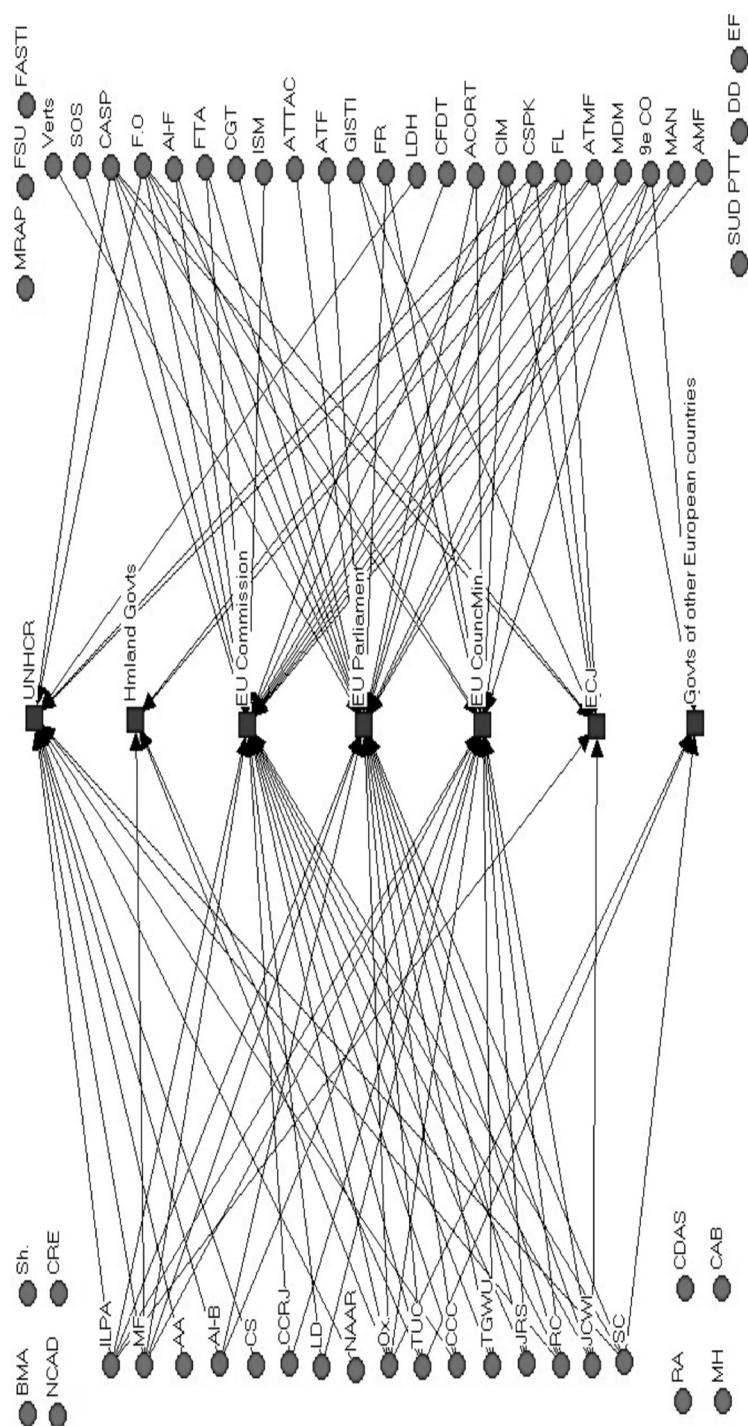 MRAP
FSU
FASTI
Verts
SOS
CASP
F.O
AI-F
FTA
CGT
ISM
ATTAC
ATF
GISTI
FR
LDH
CFDT
ACORT
CIM
CSPK
FL
ATMF
MDM
9e CO
MAN
AMF
SUD PTT
DD
EF
UNHCR
Hmland Govts
EU Commission
EU Parliament
EU CouncMin.
ECJ
Govts of other European countries
BMA
Sh.
NCAD
CRE
ILPA
MF
AA
AI-B
CS
CCRJ
LD
NAAR
Ox.
TUC
CCC
TGWU
JRS
RC
JCWI
SC
RA
CDAS
MH
CAB